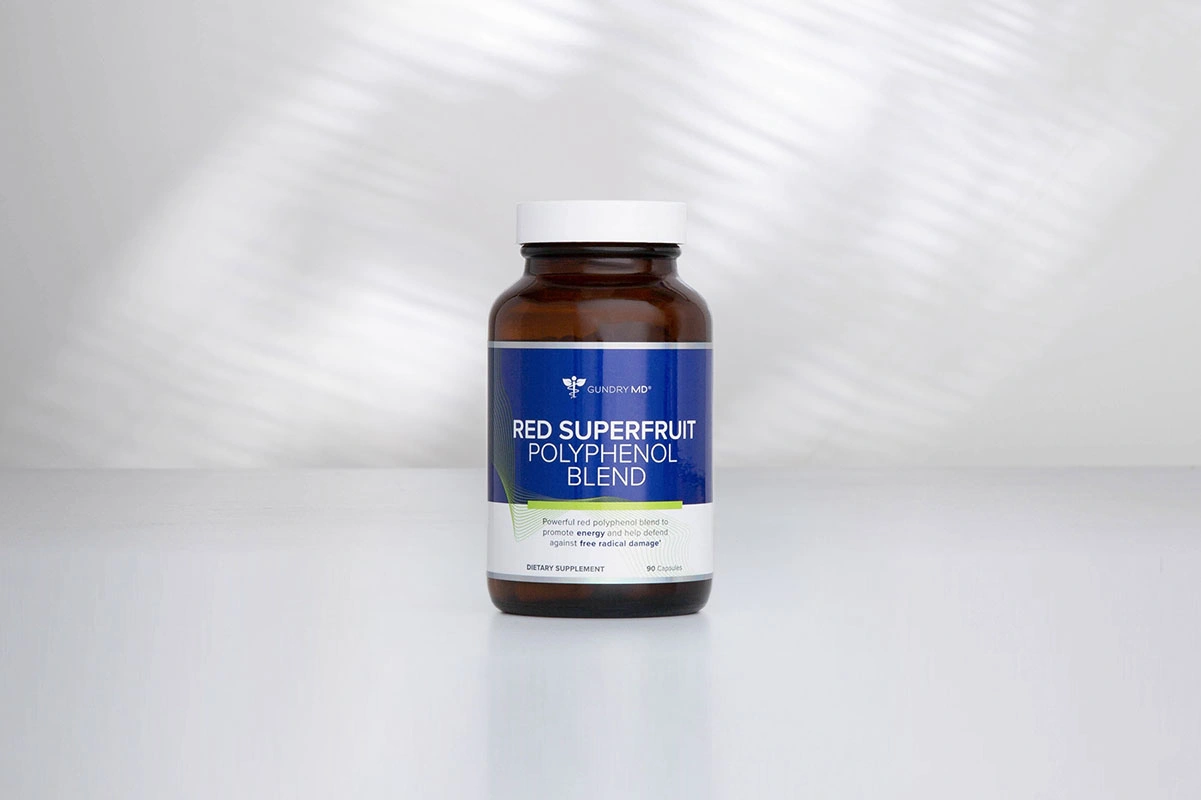 GUNDRY MD®
RED SUPERFRUIT
POLYPHENOL
BLEND
Powerful red polyphenol blend to
promote energy and help defend
against free radical damage†
DIETARY SUPPLEMENT 90 Capsules